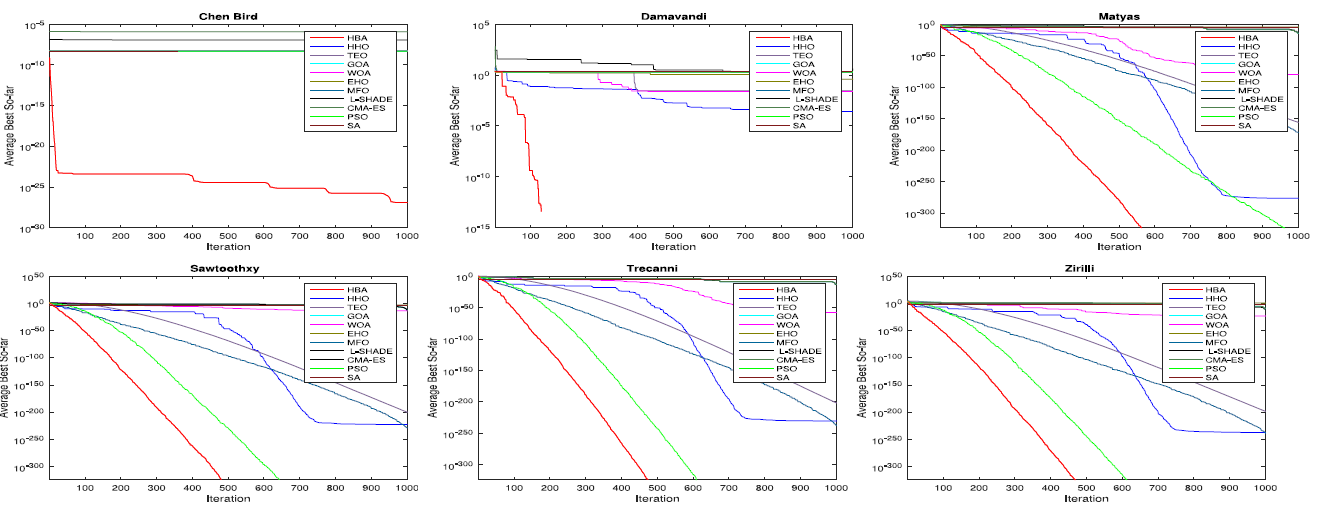 Chen Bird
Average Best So-far
10^-5
10^-10
10^-15
10^-20
10^-25
10^-30
HBA
HHO
TEO
GOA
WOA
EHO
MFO
L-SHADE
CMA-ES
PSO
SA
100 200 300 400 500 600 700 800 900 1000
Iteration
Damavandi
Average Best So-far
10^5
10^0
10^-5
10^-10
10^-15
HBA
HHO
TEO
GOA
WOA
EHO
MFO
L-SHADE
CMA-ES
PSO
SA
100 200 300 400 500 600 700 800 900 1000
Iteration
Matyas
Average Best So-far
10^0
10^-50
10^-100
10^-150
10^-200
10^-250
10^-300
HBA
HHO
TEO
GOA
WOA
EHO
MFO
L-SHADE
CMA-ES
PSO
SA
100 200 300 400 500 600 700 800 900 1000
Iteration
Sawtoothxy
Average Best So-far
10^50
10^0
10^-50
10^-100
10^-150
10^-200
10^-250
10^-300
HBA
HHO
TEO
GOA
WOA
EHO
MFO
L-SHADE
CMA-ES
PSO
SA
100 200 300 400 500 600 700 800 900 1000
Iteration
Trecanni
Average Best So-far
10^0
10^-50
10^-100
10^-150
10^-200
10^-250
10^-300
HBA
HHO
TEO
GOA
WOA
EHO
MFO
L-SHADE
CMA-ES
PSO
SA
100 200 300 400 500 600 700 800 900 1000
Iteration
Zirilli
Average Best So-far
10^50
10^0
10^-50
10^-100
10^-150
10^-200
10^-250
10^-300
HBA
HHO
TEO
GOA
WOA
EHO
MFO
L-SHADE
CMA-ES
PSO
SA
100 200 300 400 500 600 700 800 900 1000
Iteration